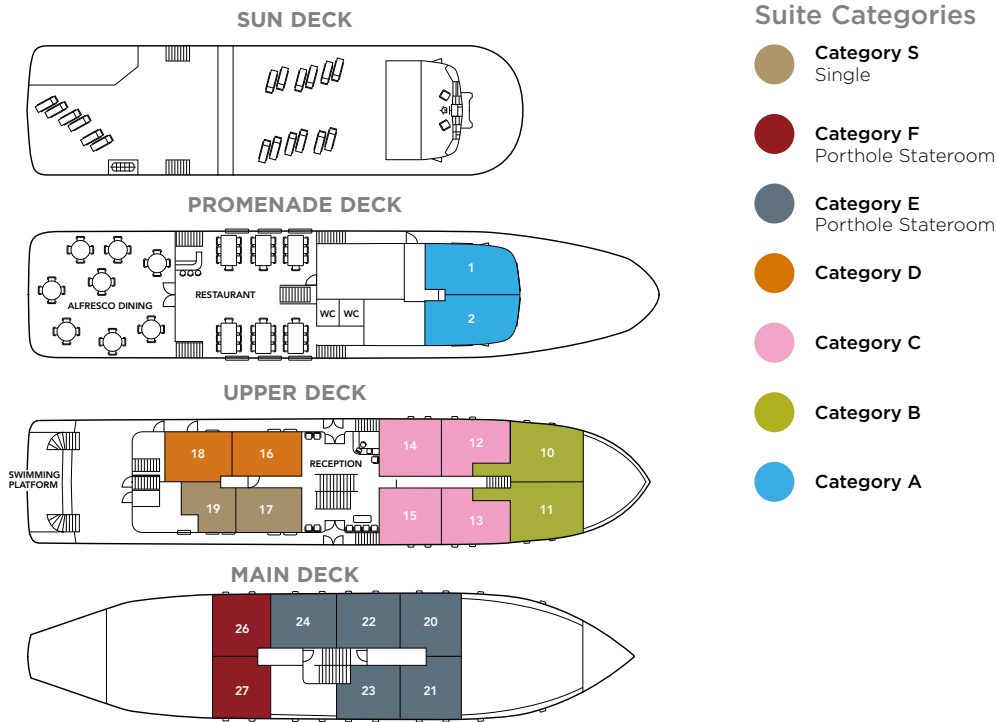 SUN DECK
PROMENADE DECK
1
2
ALFRESCO DINING
RESTAURANT
WC WC
UPPER DECK
SWIMMING
PLATFORM
18
16
19
17
RECEPTION
14
12
10
15
13
11
MAIN DECK
26
24
22
20
27
23
21
Suite Categories
Category S
Single
Category F
Porthole Stateroom
Category E
Porthole Stateroom
Category D
Category C
Category B
Category A